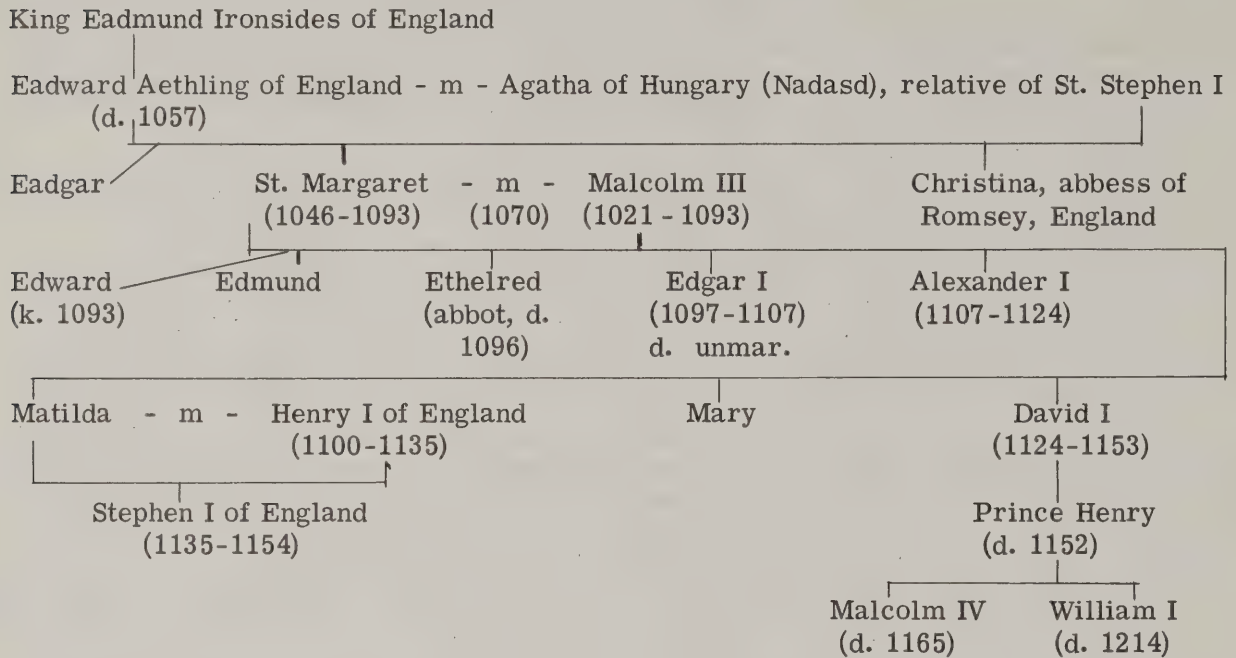 King Eadmund Ironsides of England
Eadward Aethling of England - m - Agatha of Hungary (Nadasd), relative of St. Stephen I
(d. 1057)
Eadgar St. Margaret - m - Malcolm III Christina, abbess of
(1046-1093) (1070) (1021 - 1093) Romsey, England
Edward Edmund Ethelred Edgar I Alexander I
(k. 1093) (abbot, d. (1097-1107) (1107-1124)
1096) d. unmar.
Matilda - m - Henry I of England Mary David I
(1100-1135) (1124-1153)
Stephen I of England Prince Henry
(1135-1154) (d. 1152)
Malcolm IV William I
(d. 1165) (d. 1214)